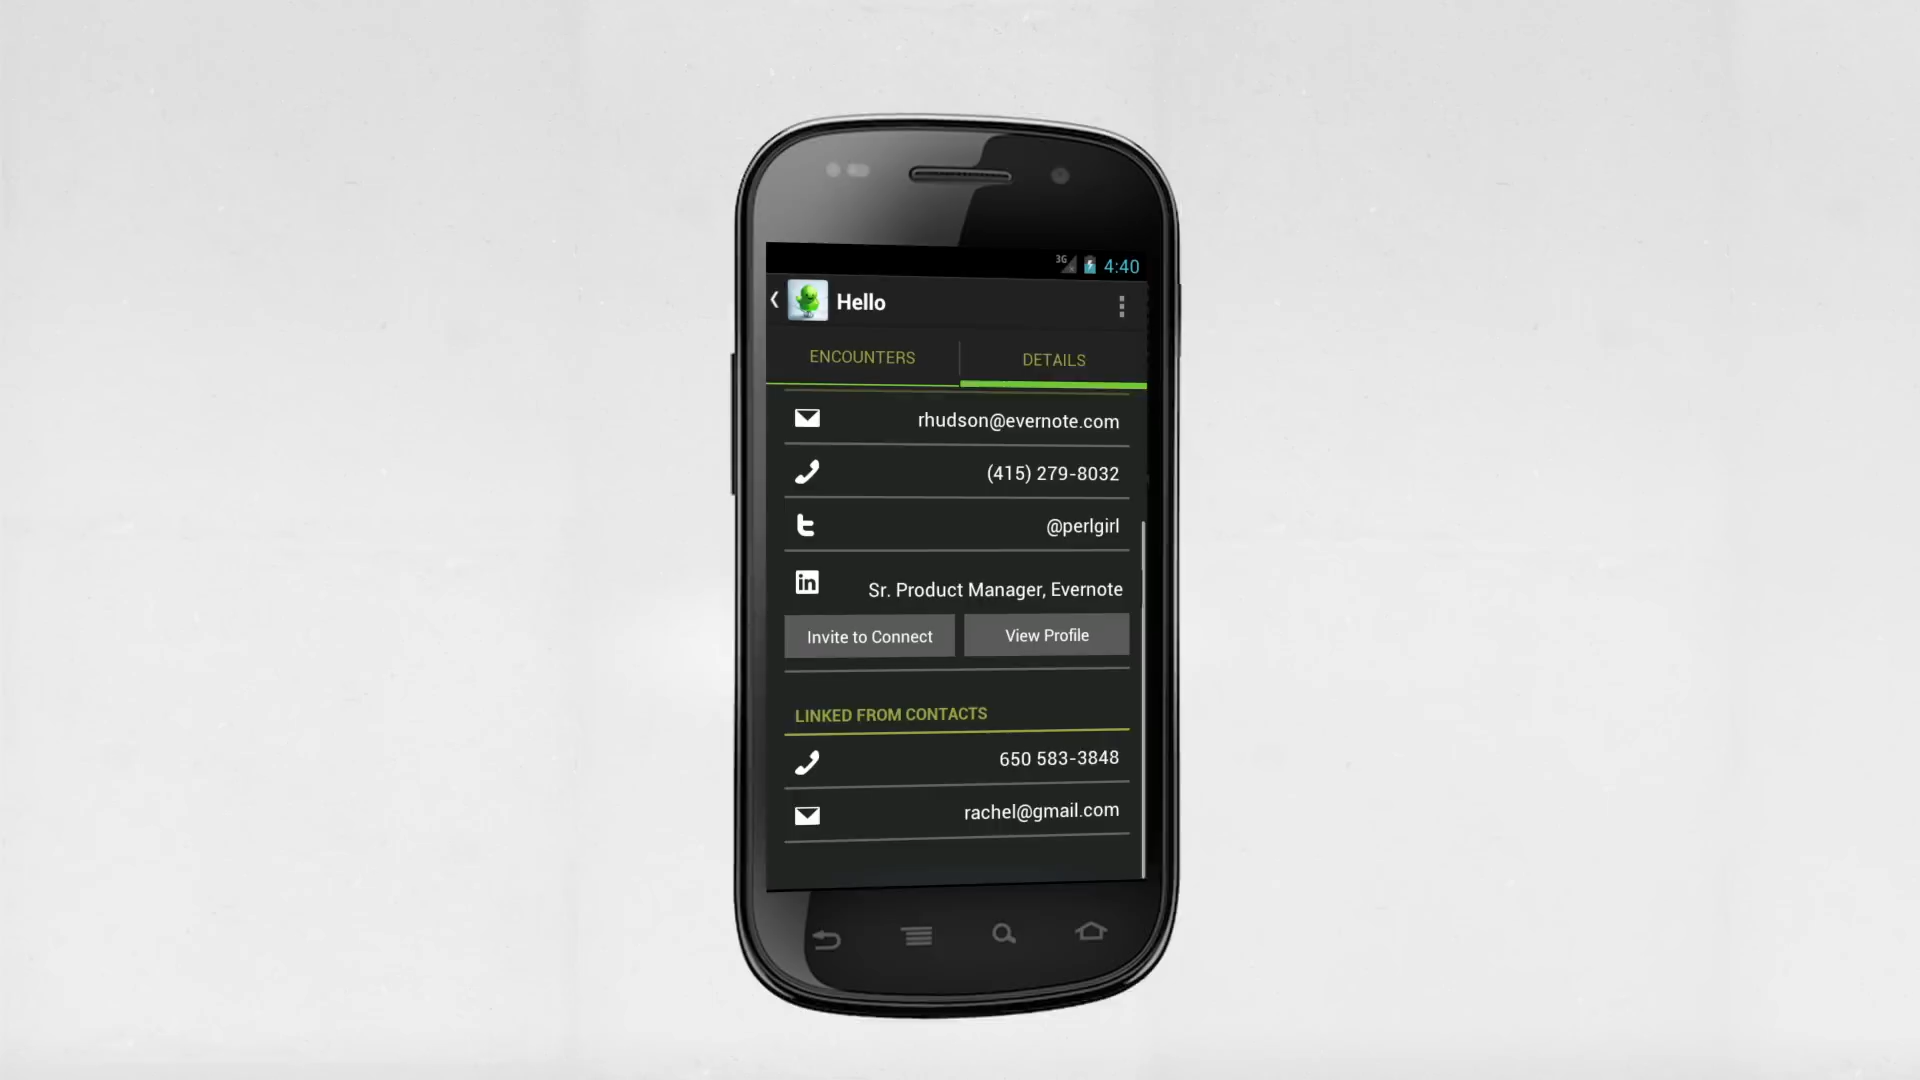 3G 4:40
Hello
ENCOUNTERS DETAILS
rhudson@evernote.com
(415) 279-8032
@perlgirl
in Sr. Product Manager, Evernote
Invite to Connect View Profile
LINKED FROM CONTACTS
650 583-3848
rachel@gmail.com